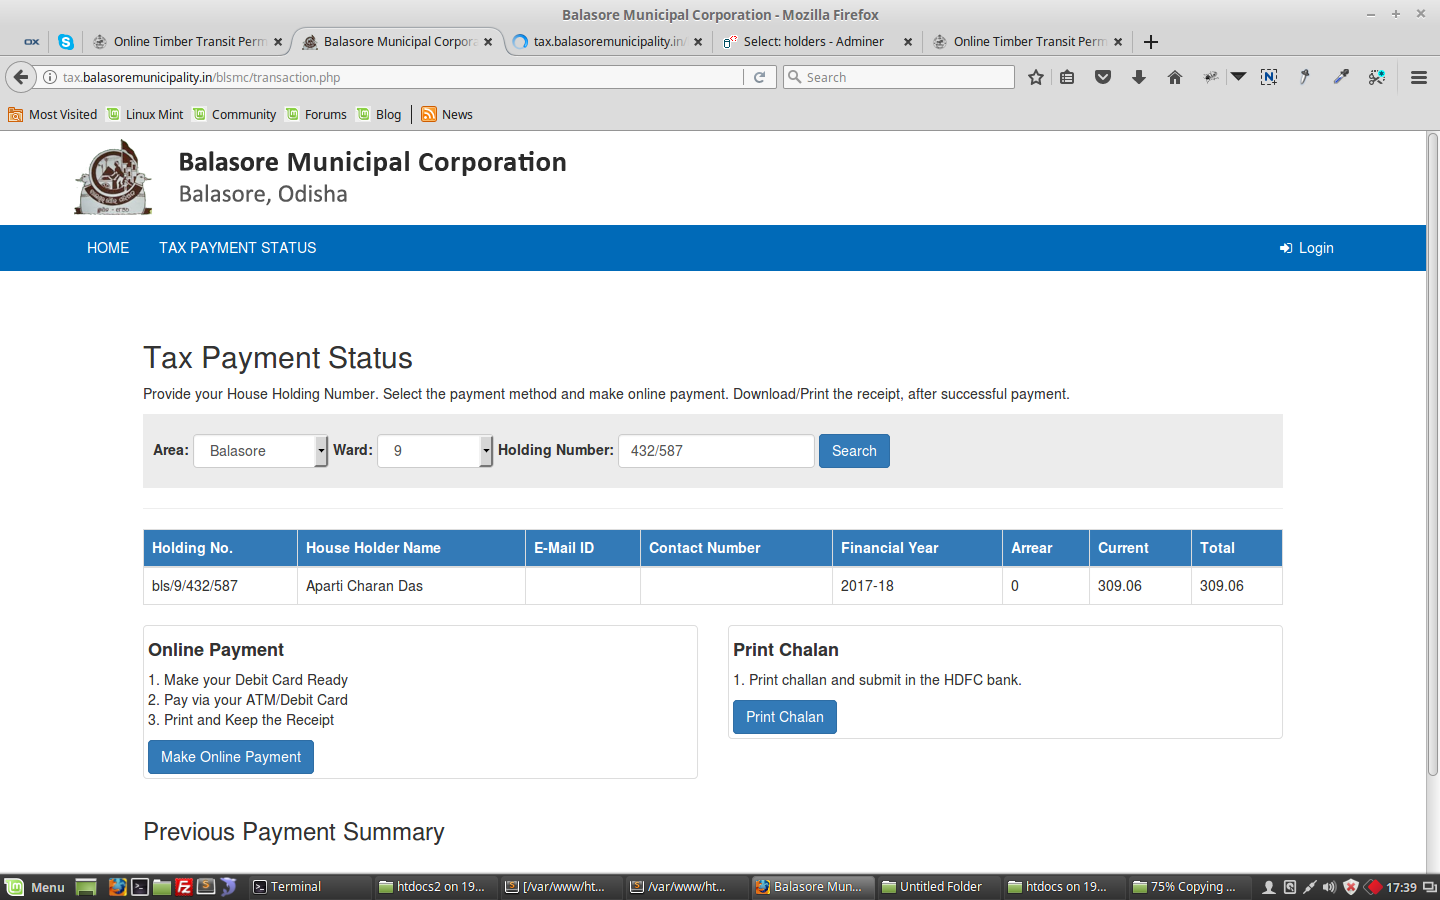 Balasore Municipal Corporation - Mozilla Firefox
OX Online Timber Transit Perm Balasore Municipal Corpora tax.balasoremunicipality.in/ Select: holders - Adminer Online Timber Transit Perm
tax.balasoremunicipality.in/blsmc/transaction.php Search
Most Visited Linux Mint Community Forums Blog News
Balasore Municipal Corporation
Balasore, Odisha
HOME TAX PAYMENT STATUS Login
Tax Payment Status
Provide your House Holding Number. Select the payment method and make online payment. Download/Print the receipt, after successful payment.
Area: Balasore Ward: 9 Holding Number: 432/587 Search
Holding No. House Holder Name E-Mail ID Contact Number Financial Year Arrear Current Total
bls/9/432/587 Aparti Charan Das 2017-18 0 309.06 309.06
Online Payment
1. Make your Debit Card Ready
2. Pay via your ATM/Debit Card
3. Print and Keep the Receipt
Make Online Payment
Print Chalan
1. Print challan and submit in the HDFC bank.
Print Chalan
Previous Payment Summary
Menu Terminal htdocs2 on 19... [/var/www/ht... /var/www/ht... Balasore Mun... Untitled Folder htdocs on 19... 75% Copying ... 17:39